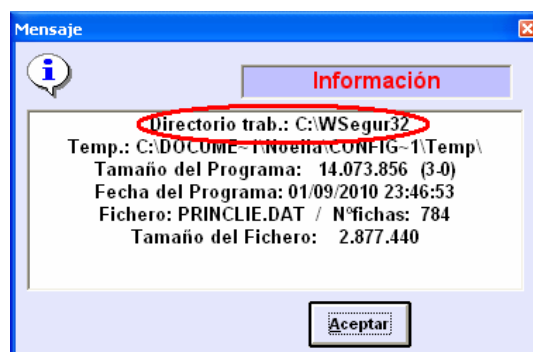 Mensaje
Información
Directorio trab.: C:\WSegur32
Temp.: C:\DOCUME~1\Noelia\CONFIG~1\Temp\
Tamaño del Programa: 14.073.856 (3-0)
Fecha del Programa: 01/09/2010 23:46:53
Fichero: PRINCLIE.DAT / Nºfichas: 784
Tamaño del Fichero: 2.877.440
Aceptar